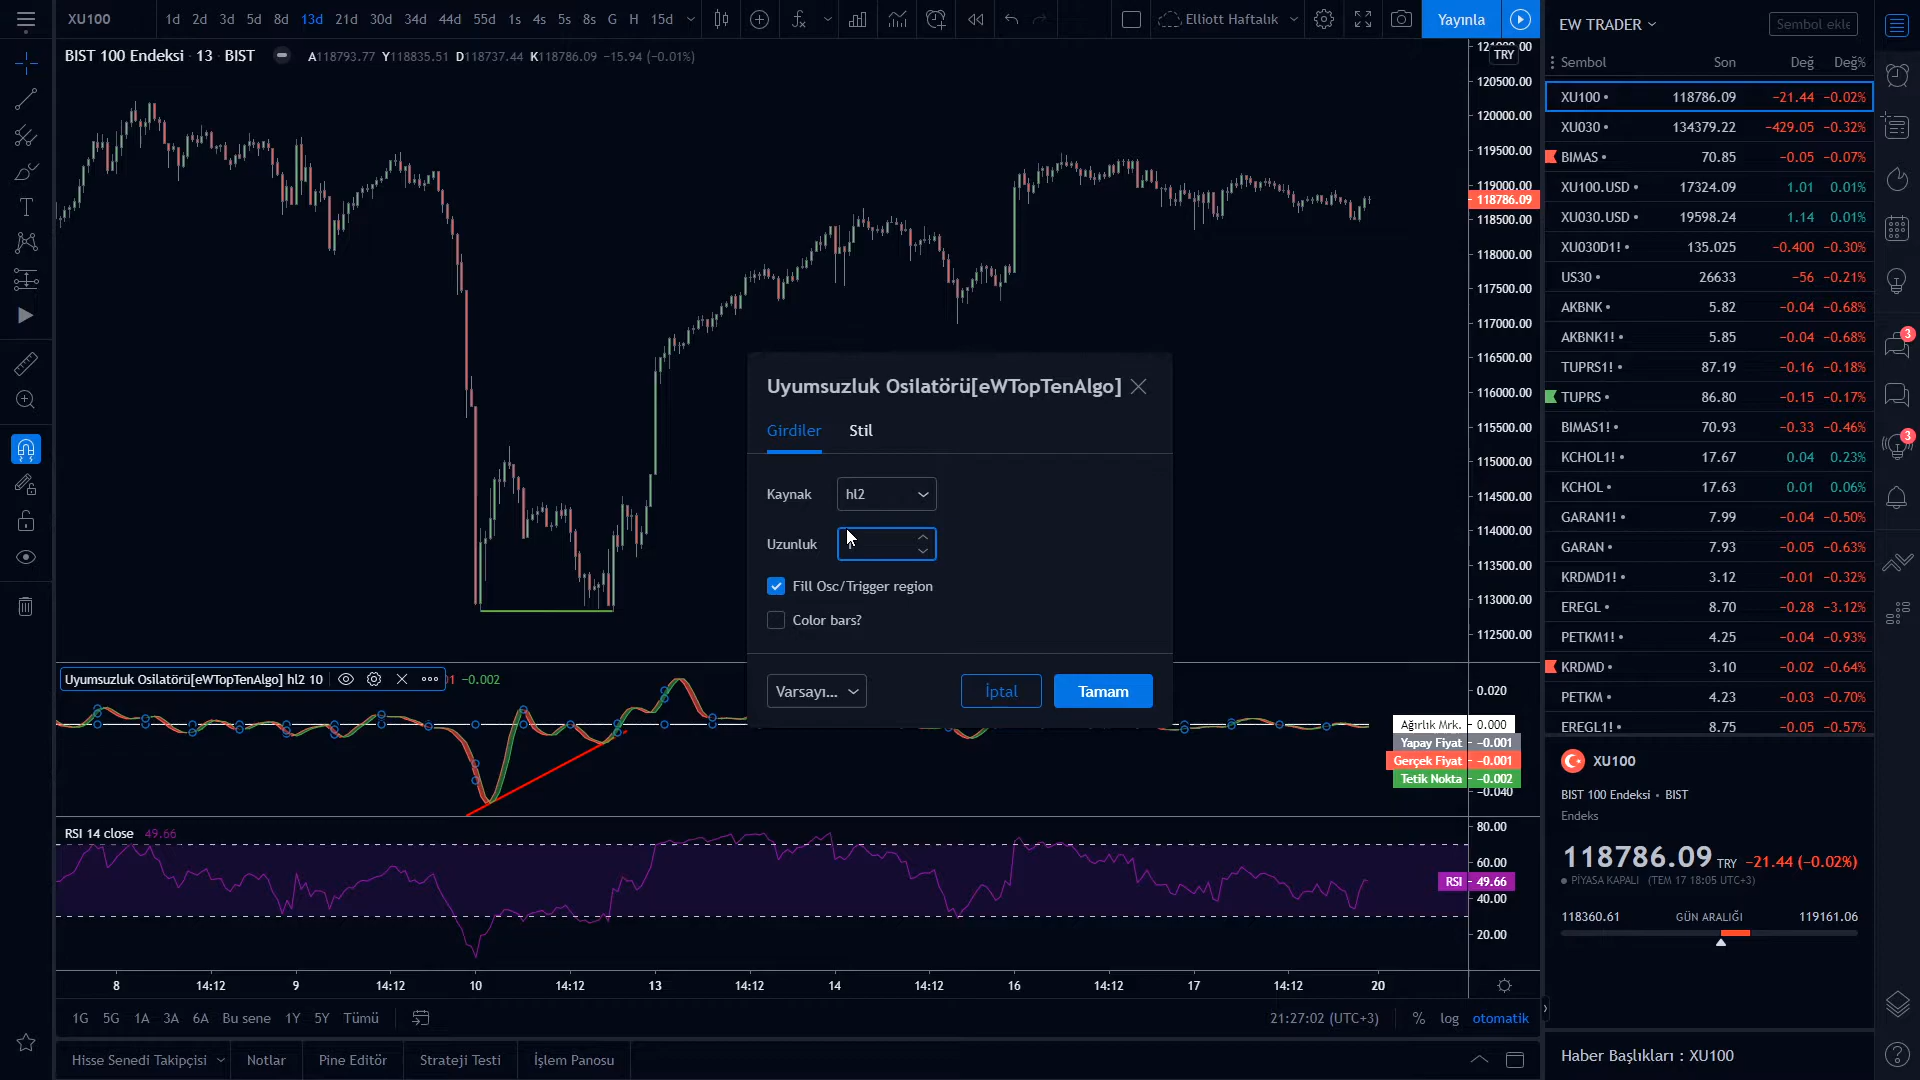 XU100 1d 2d 3d 5d 8d 13d 21d 30d 34d 44d 55d 1s 4s 5s 8s G H 15d Elliott Haftalık Yayınla
BIST 100 Endeksi · 13 · BIST A118793.77 Y118835.51 D118737.44 K118786.09 −15.94 (−0.01%)
TRY
120500.00
120000.00
119500.00
119000.00
118786.09
118500.00
118000.00
117500.00
117000.00
116500.00
116000.00
115500.00
115000.00
114500.00
114000.00
113500.00
113000.00
112500.00
Uyumsuzluk Osilatörü[eWTopTenAlgo]
Girdiler Stil
Kaynak hl2
Uzunluk
Fill Osc/Trigger region
Color bars?
Varsayı... İptal Tamam
Uyumsuzluk Osilatörü[eWTopTenAlgo] hl2 10 −0.002
0.020
Ağırlık Mrk. 0.000
Yapay Fiyat −0.001
Gerçek Fiyat −0.001
Tetik Nokta −0.002
−0.040
RSI 14 close 49.66
80.00
60.00
RSI 49.66
40.00
20.00
8 14:12 9 14:12 10 14:12 13 14:12 14 14:12 16 14:12 17 14:12 20
1G 5G 1A 3A 6A Bu sene 1Y 5Y Tümü 21:27:02 (UTC+3) % log otomatik
Hisse Senedi Takipçisi Notlar Pine Editör Strateji Testi İşlem Panosu
EW TRADER Sembol ekle
Sembol Son Değ Değ%
XU100 118786.09 −21.44 −0.02%
XU030 134379.22 −429.05 −0.32%
BIMAS 70.85 −0.05 −0.07%
XU100.USD 17324.09 1.01 0.01%
XU030.USD 19598.24 1.14 0.01%
XU030D1! 135.025 −0.400 −0.30%
US30 26633 −56 −0.21%
AKBNK 5.82 −0.04 −0.68%
AKBNK1! 5.85 −0.04 −0.68%
TUPRS1! 87.19 −0.16 −0.18%
TUPRS 86.80 −0.15 −0.17%
BIMAS1! 70.93 −0.33 −0.46%
KCHOL1! 17.67 0.04 0.23%
KCHOL 17.63 0.01 0.06%
GARAN1! 7.99 −0.04 −0.50%
GARAN 7.93 −0.05 −0.63%
KRDMD1! 3.12 −0.01 −0.32%
EREGL 8.70 −0.28 −3.12%
PETKM1! 4.25 −0.04 −0.93%
KRDMD 3.10 −0.02 −0.64%
PETKM 4.23 −0.03 −0.70%
EREGL1! 8.75 −0.05 −0.57%
XU100
BIST 100 Endeksi • BIST
Endeks
118786.09 TRY −21.44 (−0.02%)
PİYASA KAPALI (TEM 17 18:05 UTC+3)
118360.61 GÜN ARALIĞI 119161.06
Haber Başlıkları : XU100
3
3